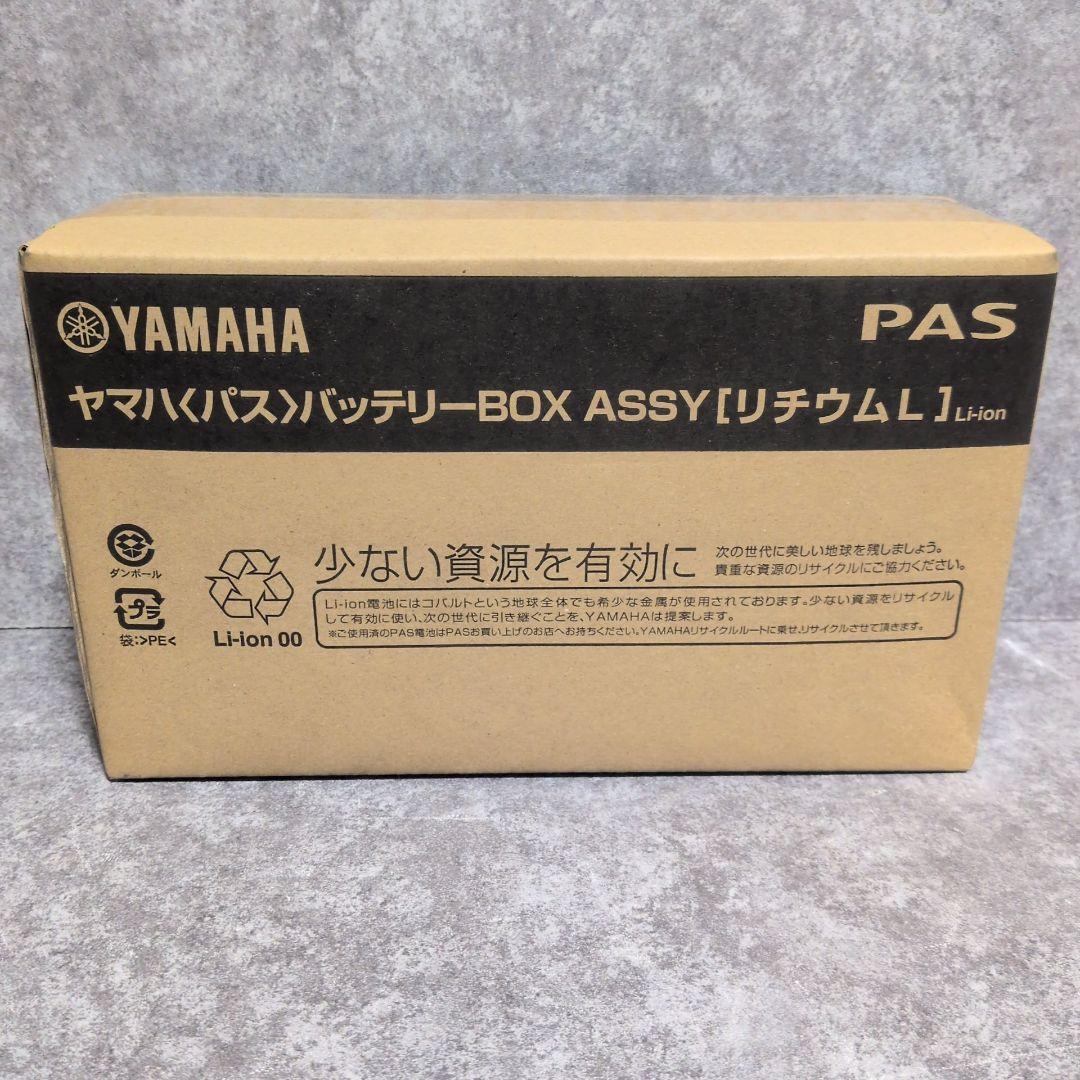 YAMAHA
PAS
ヤマハ〈パス〉バッテリーBOX ASSY[リチウムL]Li-ion
ダンボール
プラ
袋:>PE<
Li-ion 00
少ない資源を有効に
次の世代に美しい地球を残しましょう。
貴重な資源のリサイクルにご協力ください。
Li-ion電池にはコバルトという地球全体でも希少な金属が使用されております。少ない資源をリサイクル
して有効に使い、次の世代に引き継ぐことを、YAMAHAは提案します。
※ご使用済のPAS電池はPASお買い上げのお店へお持ちください。YAMAHAリサイクルルートに乗せ、リサイクルさせて頂きます。